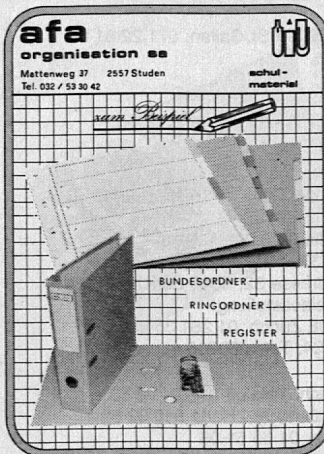 afa
organisation sa
Mattenweg 37 2557 Studen
Tel. 032 / 53 30 42
schul-
material
zum Beispiel
BUNDESORDNER
RINGORDNER
REGISTER